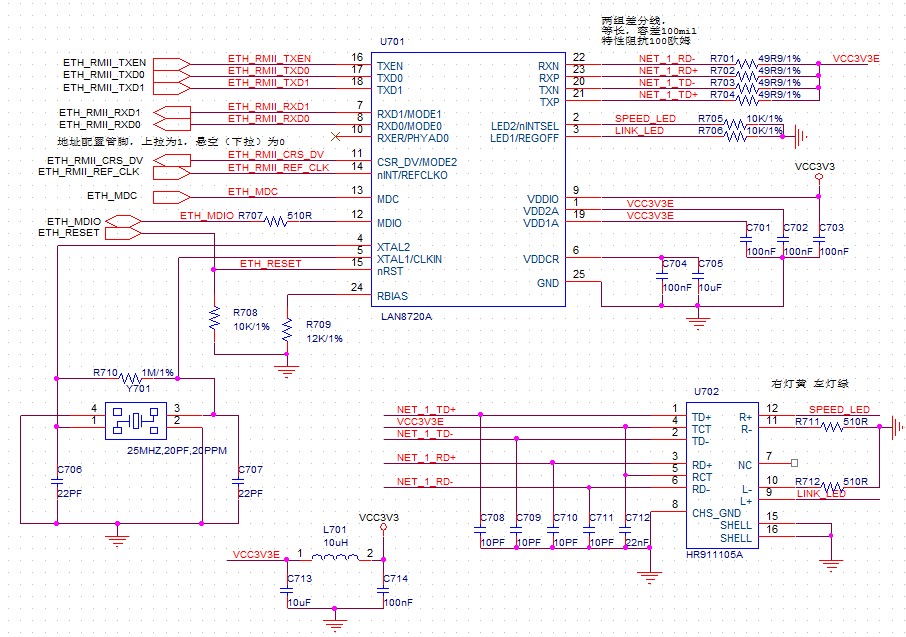 两组差分线，
等长，容差100mil
特性阻抗100欧姆
U701
ETH_RMII_TXEN ETH_RMII_TXEN 16 TXEN RXN 22 NET_1_RD- R701 49R9/1% VCC3V3E
ETH_RMII_TXD0 ETH_RMII_TXD0 17 TXD0 RXP 23 NET_1_RD+ R702 49R9/1%
ETH_RMII_TXD1 ETH_RMII_TXD1 18 TXD1 TXN 20 NET_1_TD- R703 49R9/1%
TXP 21 NET_1_TD+ R704 49R9/1%
ETH_RMII_RXD1 ETH_RMII_RXD1 7 RXD1/MODE1
ETH_RMII_RXD0 ETH_RMII_RXD0 8 RXD0/MODE0 LED2/nINTSEL 2 SPEED_LED R705 10K/1%
10 RXER/PHYAD0 LED1/REGOFF 3 LINK_LED R706 10K/1%
地址配置管脚，上拉为1，悬空（下拉）为0
ETH_RMII_CRS_DV ETH_RMII_CRS_DV 11 CSR_DV/MODE2
ETH_RMII_REF_CLK ETH_RMII_REF_CLK 14 nINT/REFCLKO
VCC3V3
ETH_MDC ETH_MDC 13 MDC VDDIO 9
VDD2A 1 VCC3V3E
ETH_MDIO ETH_MDIO R707 510R 12 MDIO VDD1A 19 VCC3V3E
ETH_RESET
C701 C702 C703
4 XTAL2
100nF 100nF 100nF
5 XTAL1/CLKIN VDDCR 6
ETH_RESET 15 nRST
C704 C705
GND 25
100nF 10uF
24 RBIAS
LAN8720A
R708
10K/1%
R709
12K/1%
R710 1M/1%
Y701
4 3
1 2
25MHZ,20PF,20PPM
C706 C707
22PF 22PF
右灯黄 左灯绿
U702
NET_1_TD+ 1 TD+ R+ 12 SPEED_LED
VCC3V3E 4 TCT R- 11 R711 510R
NET_1_TD- 2 TD-
NET_1_RD+ 3 RD+ NC 7
5 RCT
NET_1_RD- 6 RD- L- 10 R712 510R
L+ 9 LINK_LED
8 CHS_GND
SHELL 15
SHELL 16
HR911105A
C708 C709 C710 C711 C712
10PF 10PF 10PF 10PF 22nF
VCC3V3
L701
10uH
VCC3V3E 1 2
C713 C714
10uF 100nF